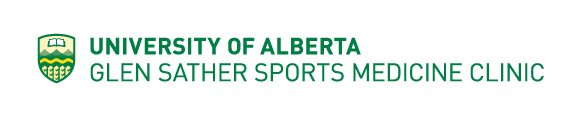 UNIVERSITY OF ALBERTA
GLEN SATHER SPORTS MEDICINE CLINIC